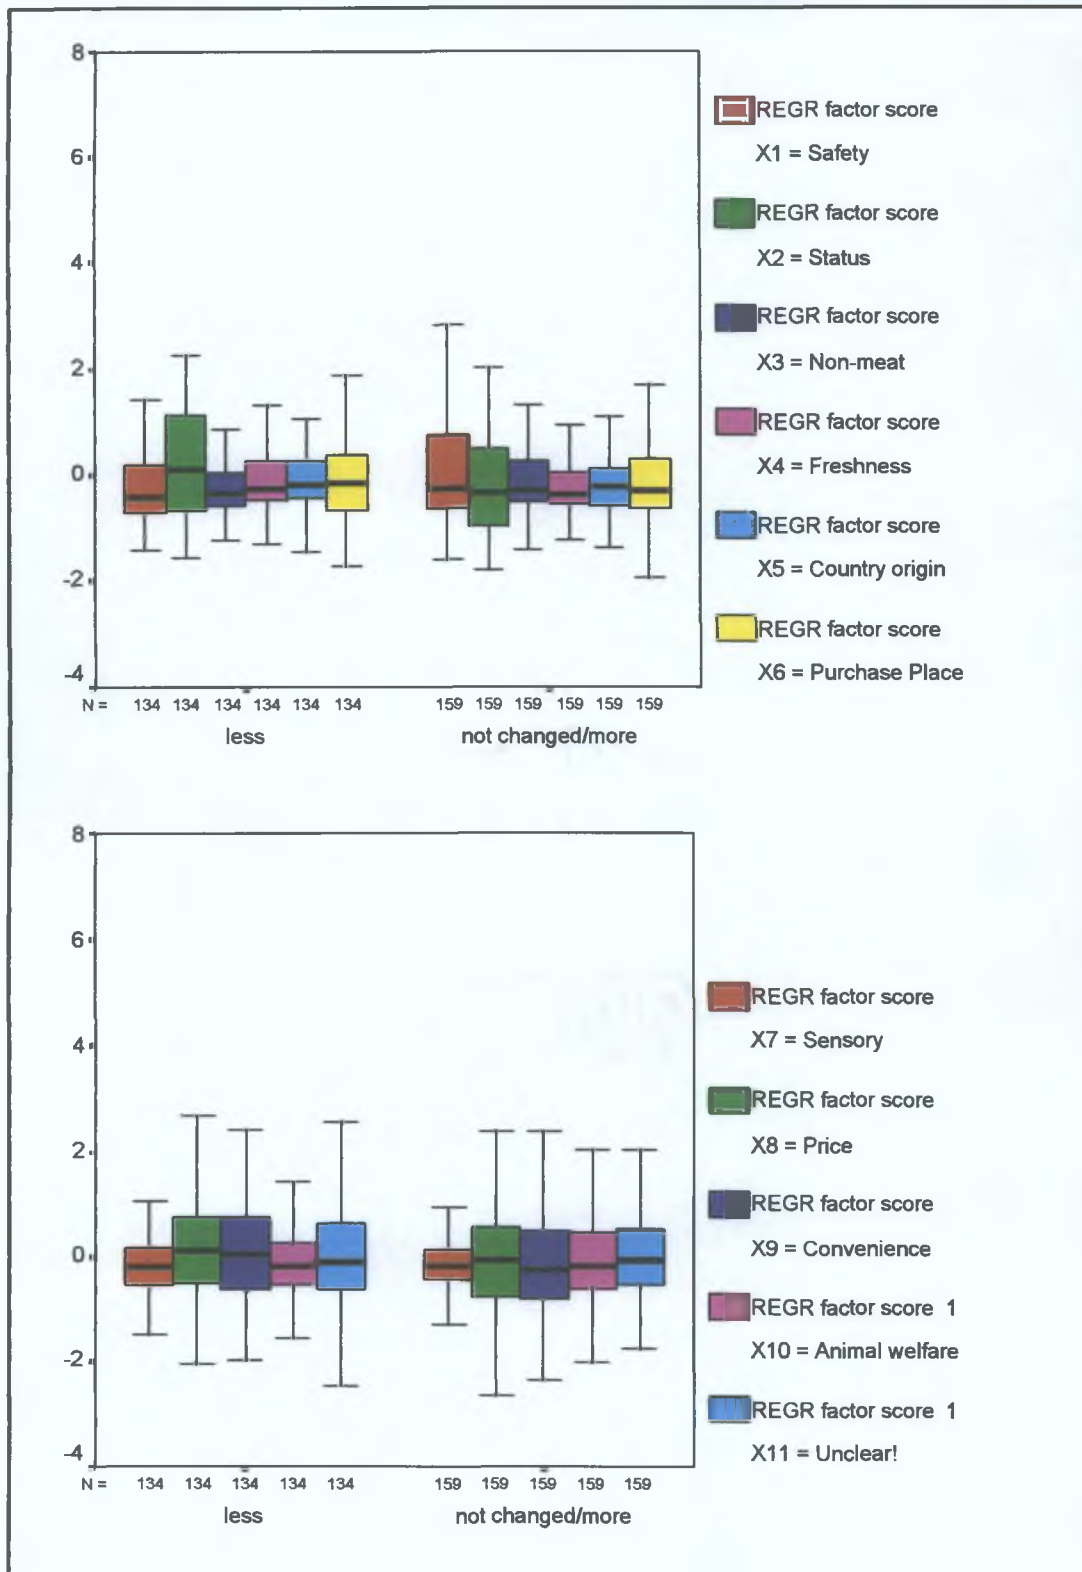 8
6
4
2
0
-2
-4
N = 134 134 134 134 134 134 159 159 159 159 159 159
less not changed/more
REGR factor score
X1 = Safety
REGR factor score
X2 = Status
REGR factor score
X3 = Non-meat
REGR factor score
X4 = Freshness
REGR factor score
X5 = Country origin
REGR factor score
X6 = Purchase Place
8
6
4
2
0
-2
-4
N = 134 134 134 134 134 159 159 159 159 159
less not changed/more
REGR factor score
X7 = Sensory
REGR factor score
X8 = Price
REGR factor score
X9 = Convenience
REGR factor score 1
X10 = Animal welfare
REGR factor score 1
X11 = Unclear!